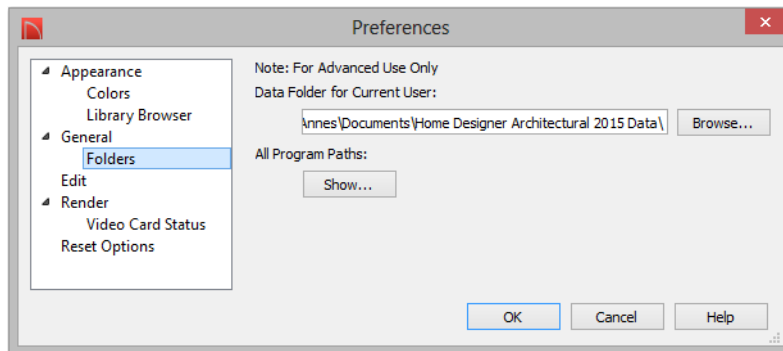 Preferences
Appearance
Colors
Library Browser
General
Folders
Edit
Render
Video Card Status
Reset Options
Note: For Advanced Use Only
Data Folder for Current User:
Annes\Documents\Home Designer Architectural 2015 Data\
Browse...
All Program Paths:
Show...
OK
Cancel
Help